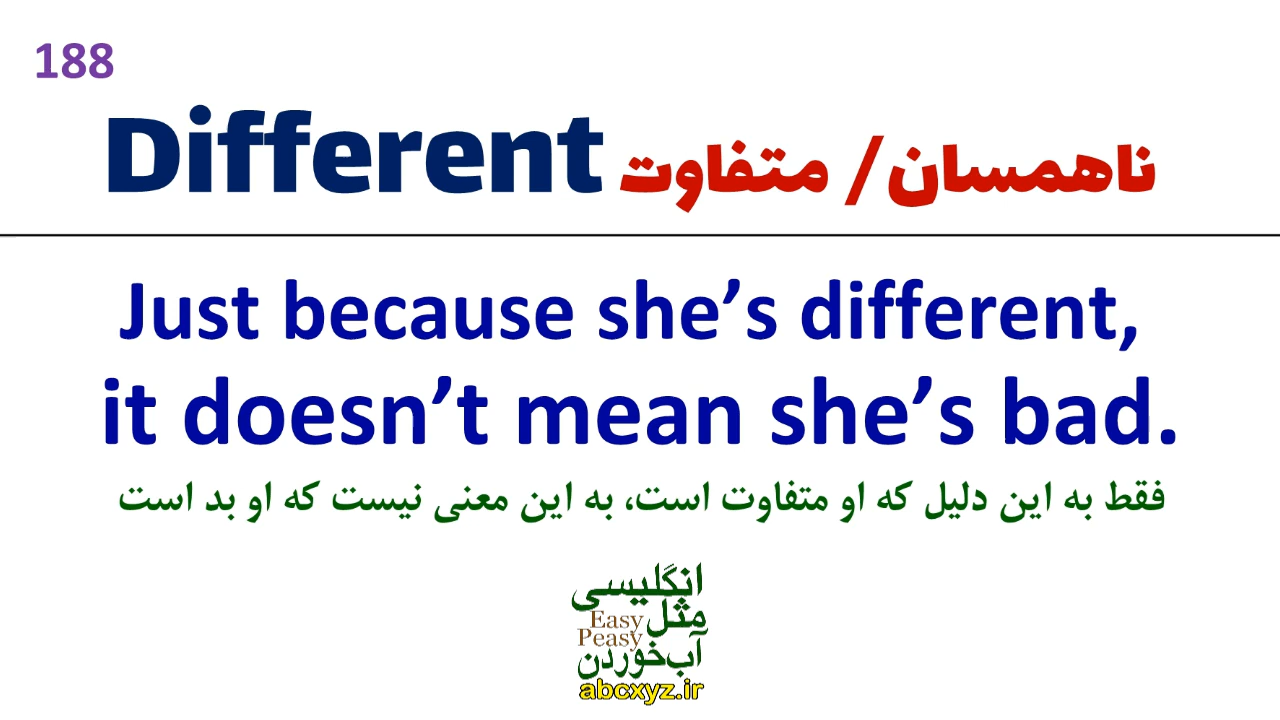 188
Different ناهمسان / متفاوت
Just because she’s different,
it doesn’t mean she’s bad.
فقط به این دلیل که او متفاوت است، به این معنی نیست که او بد است
انگلیسی
مثل
Easy
Peasy
آب‌خوردن
abcxyz.ir